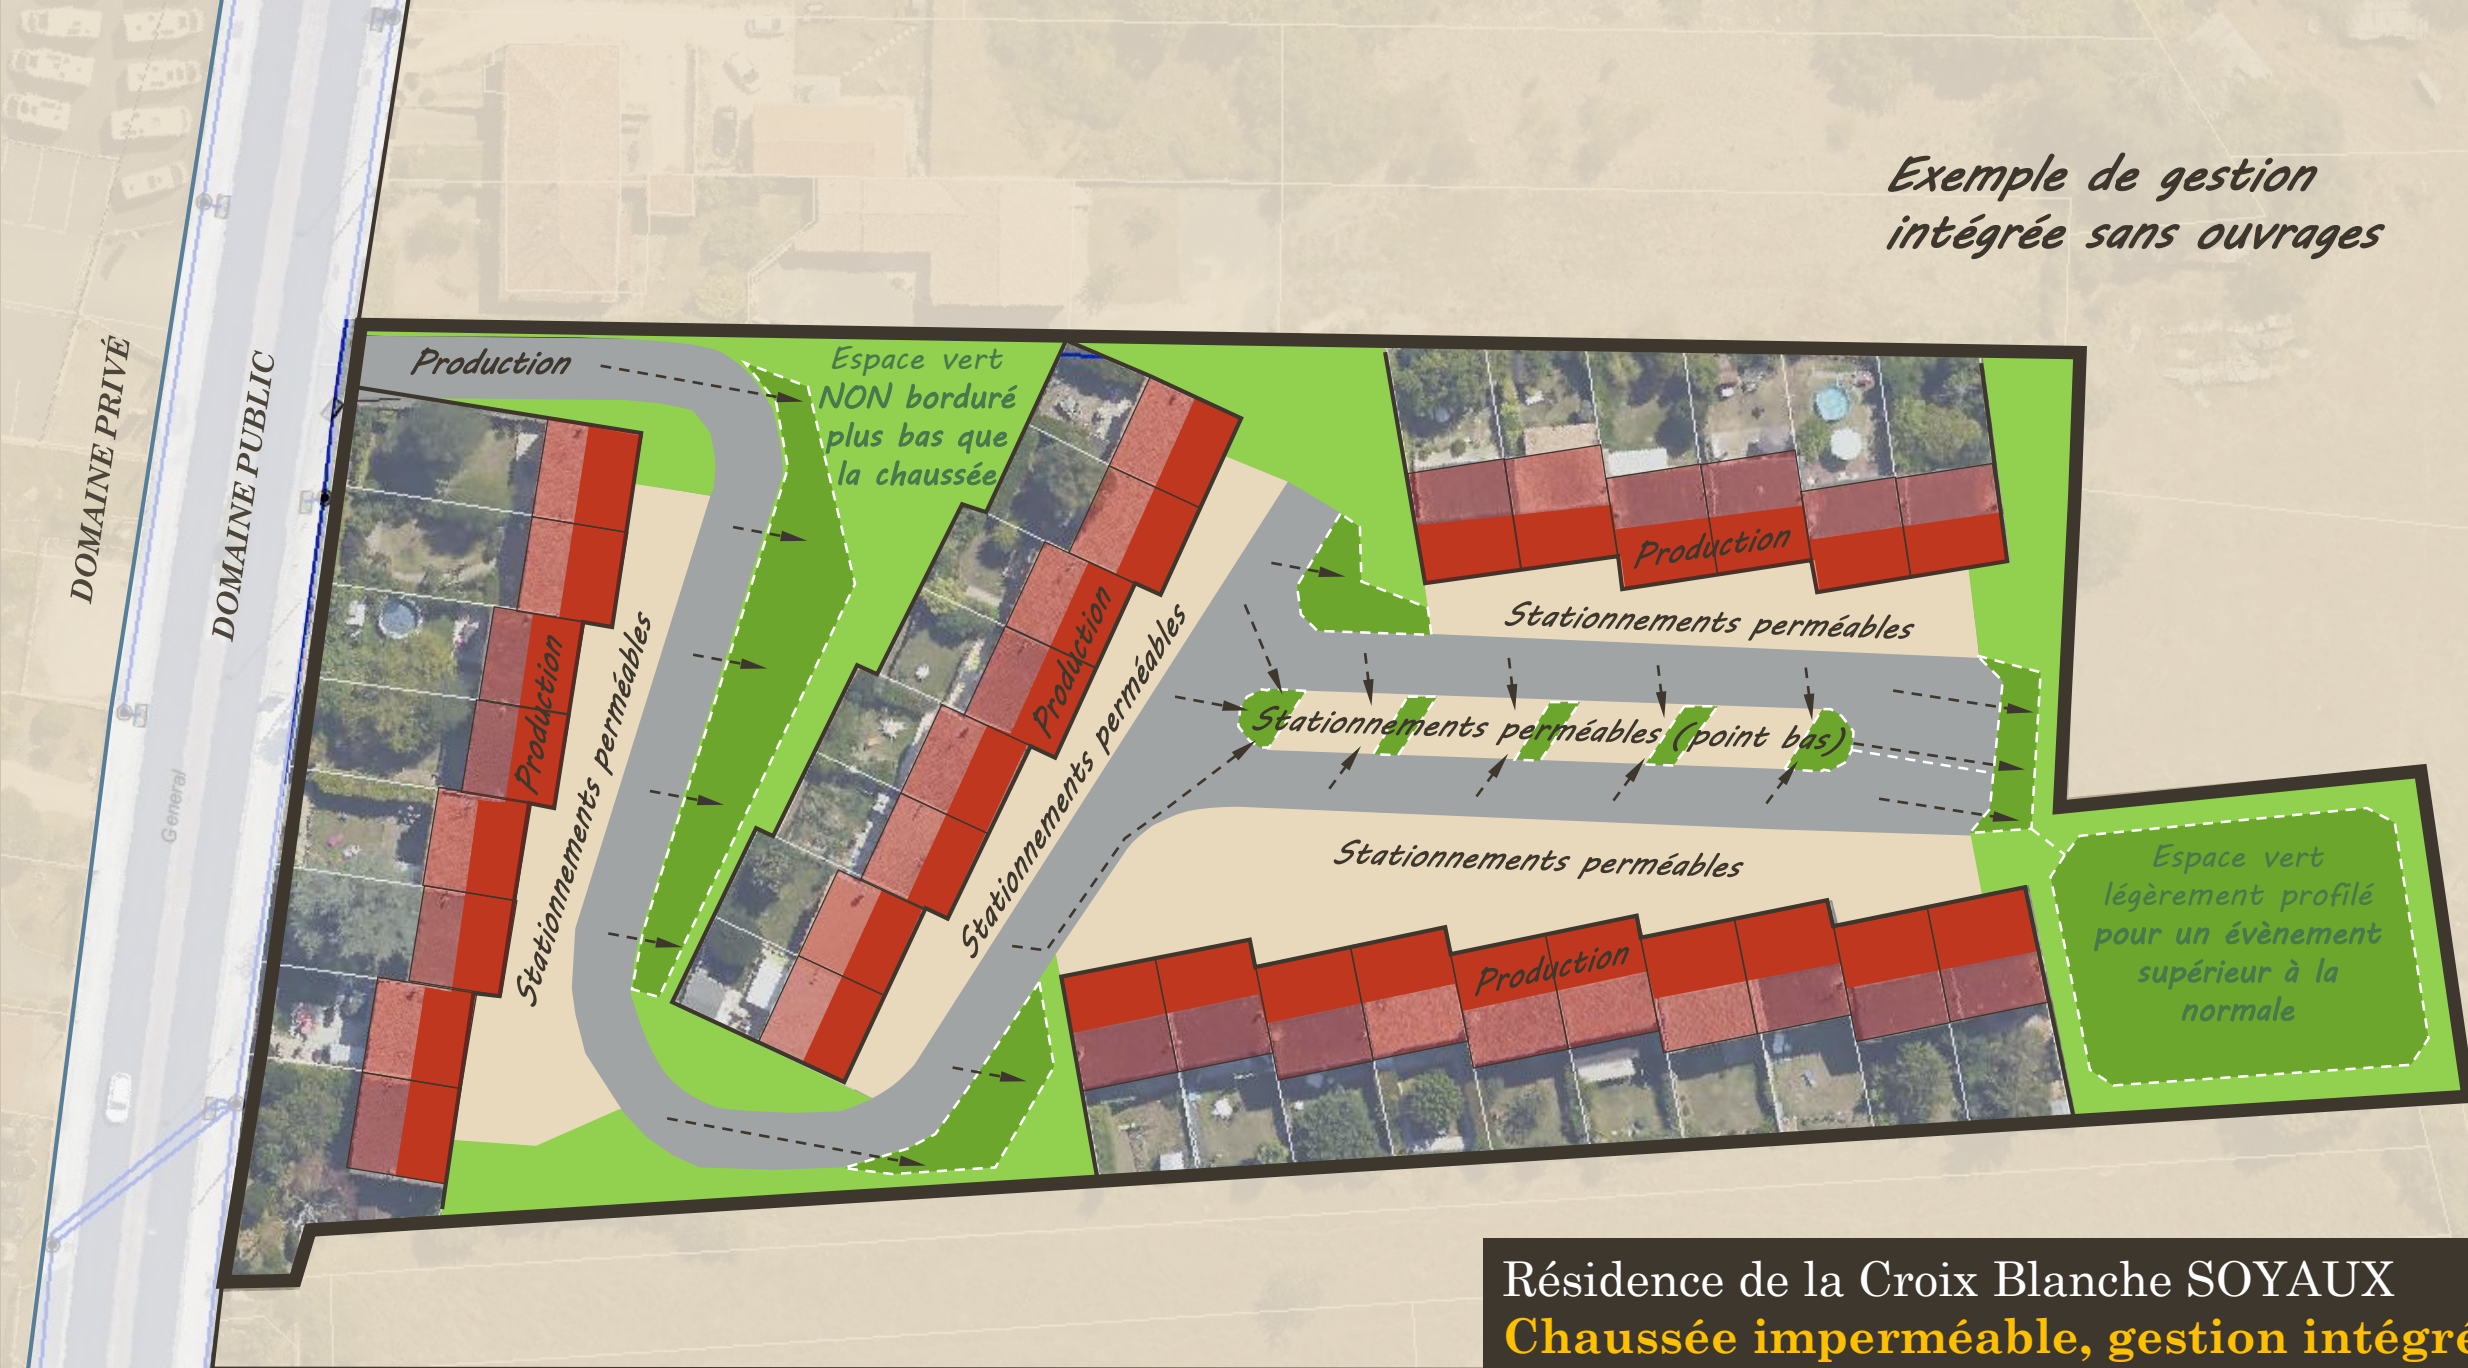 Exemple de gestion
intégrée sans ouvrages
DOMAINE PRIVÉ
DOMAINE PUBLIC
General
Production
Espace vert
NON borduré
plus bas que
la chaussée
Production
Stationnements perméables
Production
Stationnements perméables
Production
Stationnements perméables
Stationnements perméables (point bas)
Stationnements perméables
Production
Espace vert
légèrement profilé
pour un évènement
supérieur à la
normale
Résidence de la Croix Blanche SOYAUX
Chaussée imperméable, gestion intégré